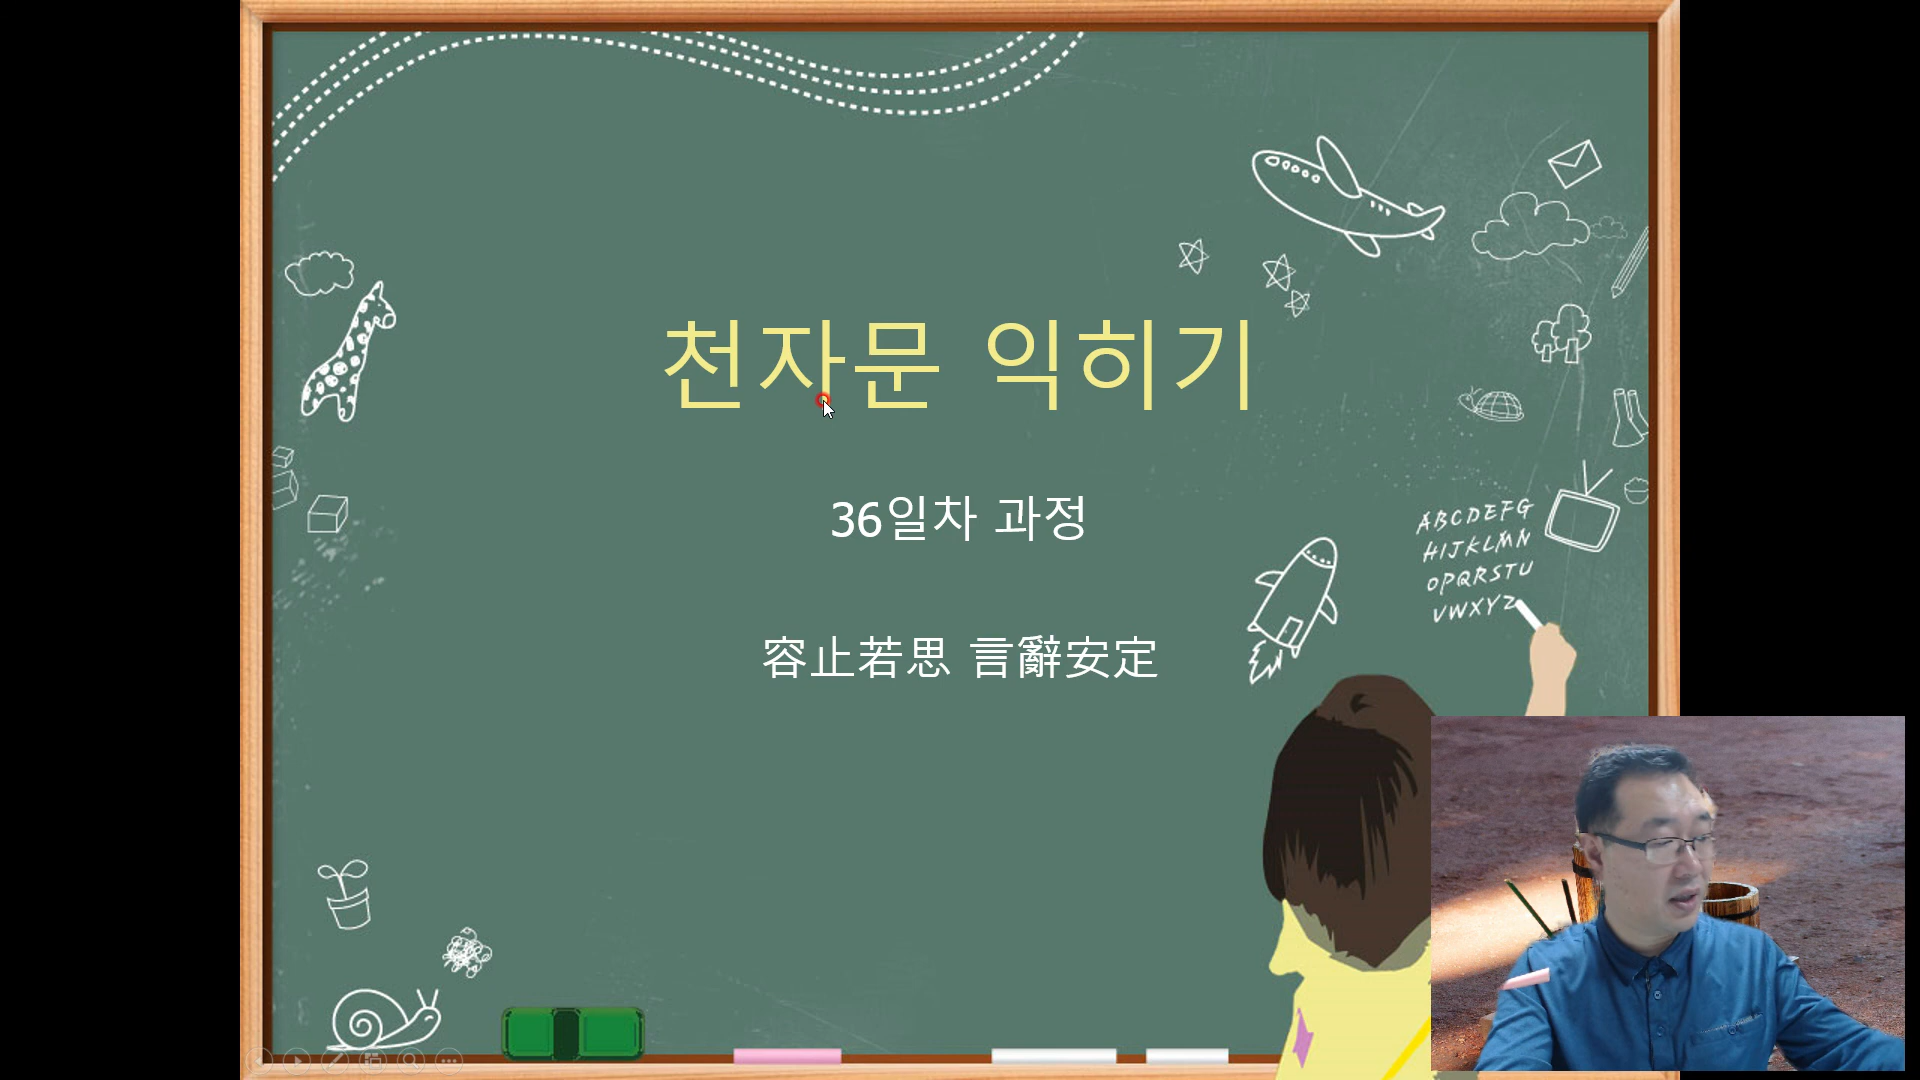 천자문 익히기
36일차 과정
容止若思 言辭安定
ABCDEFG
HIJKLMN
OPQRSTU
VWXYZ